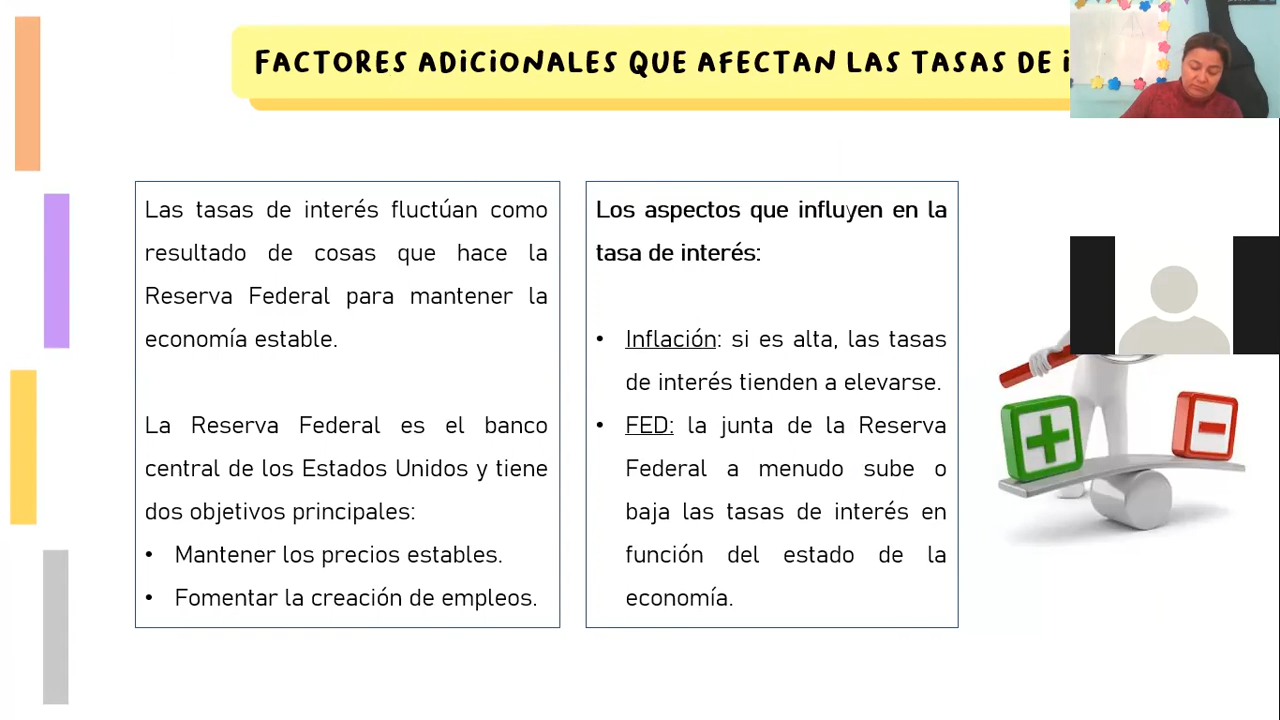 FACTORES ADICIONALES QUE AFECTAN LAS TASAS DE
Las tasas de interés fluctúan como
resultado de cosas que hace la
Reserva Federal para mantener la
economía estable.
La Reserva Federal es el banco
central de los Estados Unidos y tiene
dos objetivos principales:
• Mantener los precios estables.
• Fomentar la creación de empleos.
Los aspectos que influyen en la
tasa de interés:
• Inflación: si es alta, las tasas
de interés tienden a elevarse.
• FED: la junta de la Reserva
Federal a menudo sube o
baja las tasas de interés en
función del estado de la
economía.